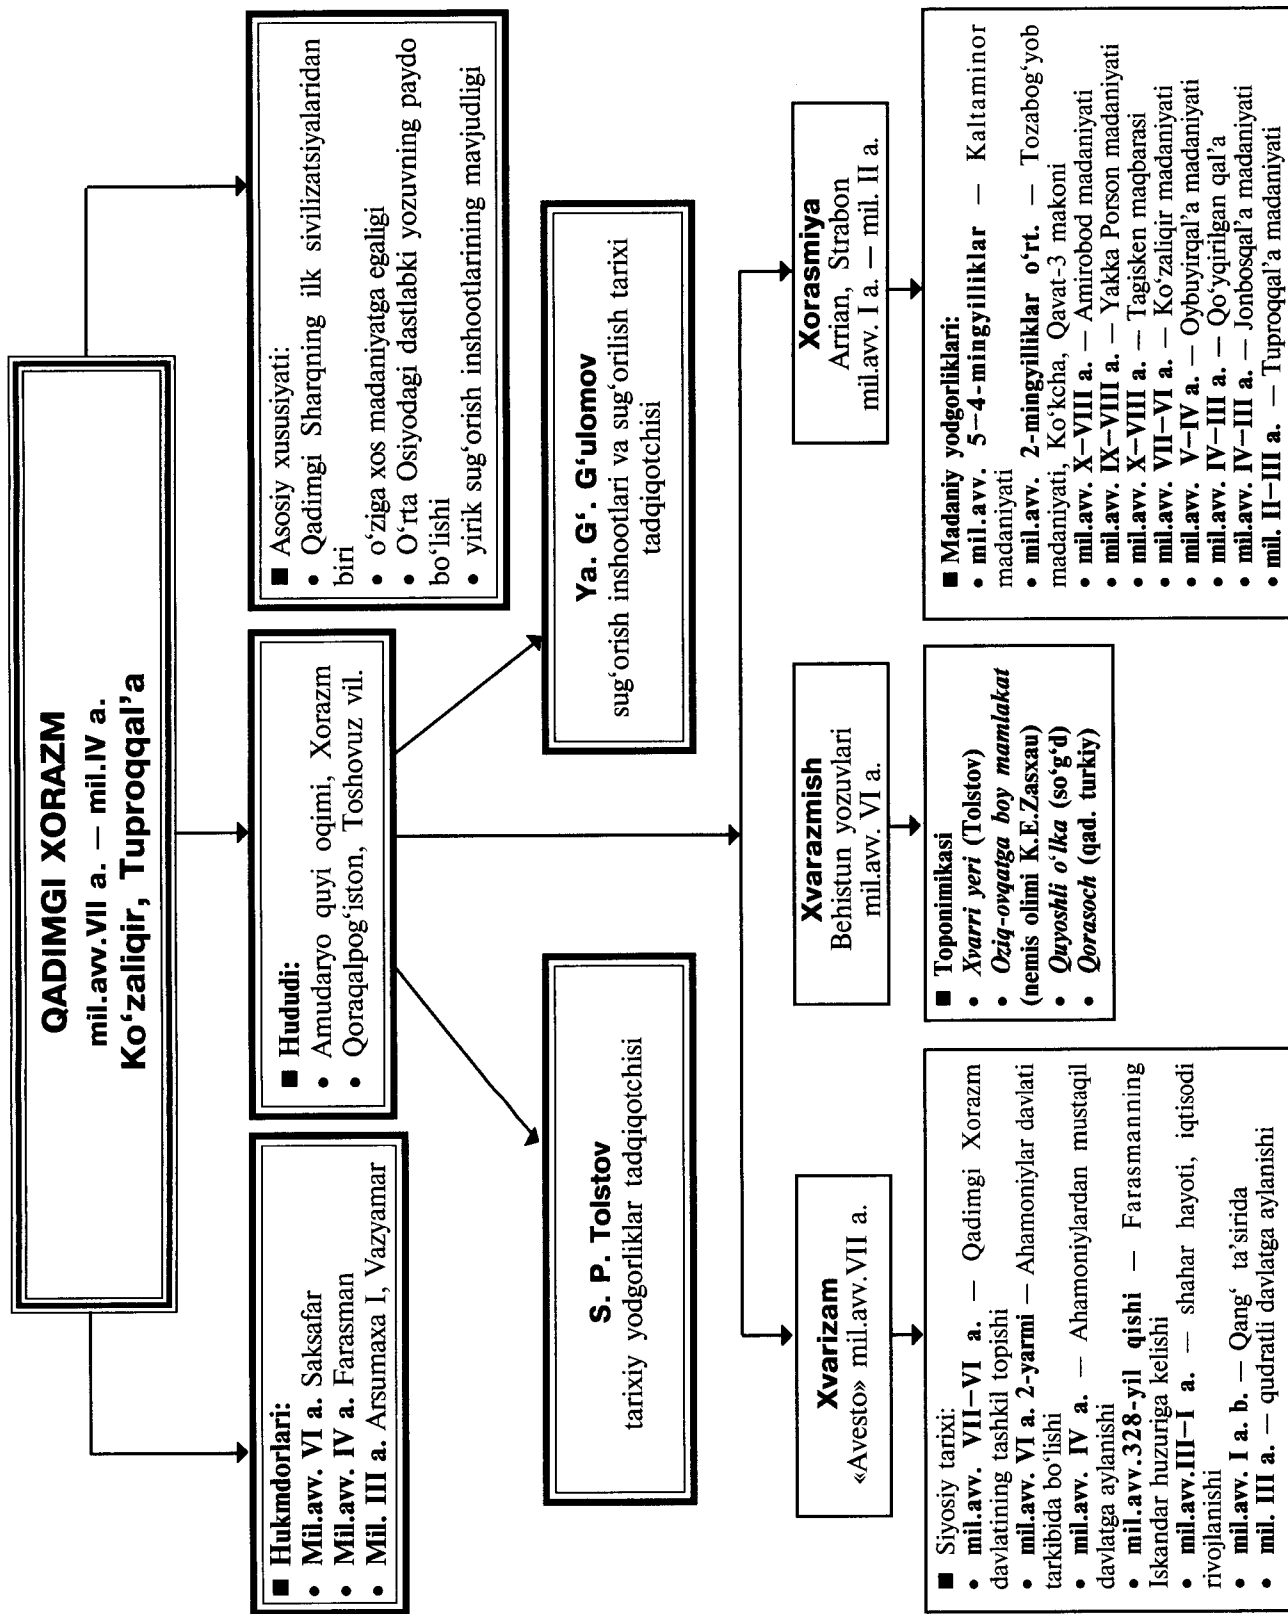 QADIMGI XORAZM
mil.avv.VII a. — mil.IV a.
Ko‘zaliqir, Tuproqqal’a
■ Hukmdorlari:
• Mil.avv. VI a. Saksafar
• Mil.avv. IV a. Farasman
• Mil. III a. Arsumaxa I, Vazyamar
■ Hududi:
• Amudaryo quyi oqimi, Xorazm
• Qoraqalpog‘iston, Toshovuz vil.
■ Asosiy xususiyati:
• Qadimgi Sharqning ilk sivilizatsiyalaridan
biri
• o‘ziga xos madaniyatga egaligi
• O‘rta Osiyodagi dastlabki yozuvning paydo
bo‘lishi
• yirik sug‘orish inshootlarining mavjudligi
S. P. Tolstov
tarixiy yodgorliklar tadqiqotchisi
Ya. G‘. G‘ulomov
sug‘orish inshootlari va sug‘orilish tarixi
tadqiqotchisi
Xvarizam
«Avesto» mil.avv.VII a.
Xvarazmish
Behistun yozuvlari
mil.avv. VI a.
Xorasmiya
Arrian, Strabon
mil.avv. I a. — mil. II a.
■ Siyosiy tarixi:
• mil.avv. VII—VI a. — Qadimgi Xorazm
davlatining tashkil topishi
• mil.avv. VI a. 2-yarmi — Ahamoniylar davlati
tarkibida bo‘lishi
• mil.avv. IV a. — Ahamoniylardan mustaqil
davlatga aylanishi
• mil.avv.328-yil qishi — Farasmanning
Iskandar huzuriga kelishi
• mil.avv.III—I a. — shahar hayoti, iqtisodi
rivojlanishi
• mil.avv. I a. b. — Qang‘ ta’sirida
• mil. III a. — qudratli davlatga aylanishi
■ Toponimikasi
• Xvarri yeri (Tolstov)
• Oziq-ovqatga boy mamlakat
(nemis olimi K.E.Zasxau)
• Quyoshli o‘lka (so‘g‘d)
• Qorasoch (qad. turkiy)
■ Madaniy yodgorliklari:
• mil.avv. 5—4-mingyilliklar — Kaltaminor
madaniyati
• mil.avv. 2-mingyilliklar o‘rt. — Tozabog‘yob
madaniyati, Ko‘kcha, Qavat-3 makoni
• mil.avv. X—VIII a. — Amirobod madaniyati
• mil.avv. IX—VIII a. — Yakka Porson madaniyati
• mil.avv. X—VIII a. — Tagisken maqbarasi
• mil.avv. VII—VI a. — Ko‘zaliqir madaniyati
• mil.avv. V—IV a. — Oybuyirqal’a madaniyati
• mil.avv. IV—III a. — Qo‘yqirilgan qal’a
• mil.avv. IV—III a. — Jonbosqal’a madaniyati
• mil. II—III a. — Tuproqqal’a madaniyati